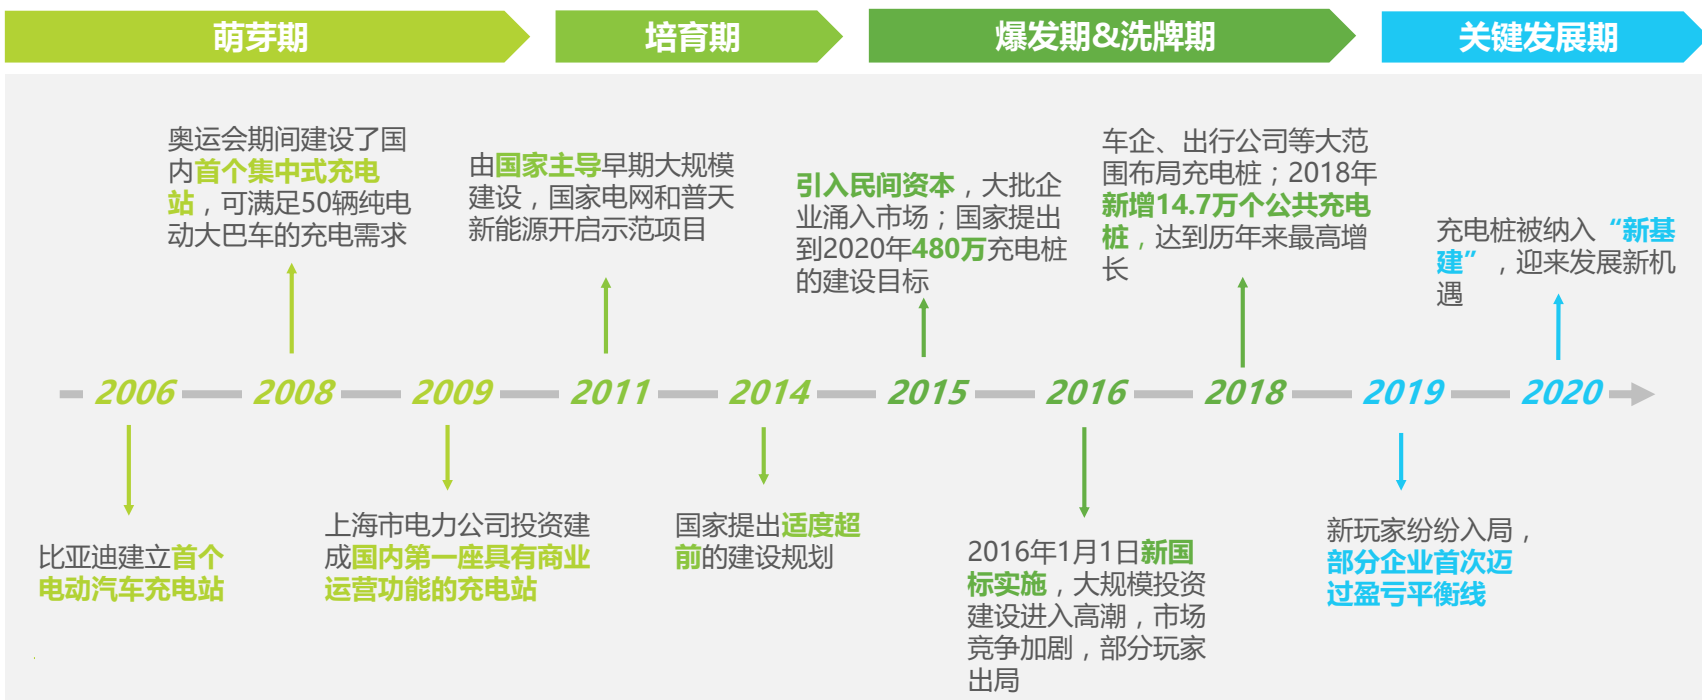 萌芽期
培育期
爆发期&洗牌期
关键发展期
奥运会期间建设了国
内首个集中式充电
站，可满足50辆纯电
动大巴车的充电需求
由国家主导早期大规模
建设，国家电网和普天
新能源开启示范项目
引入民间资本，大批企
业涌入市场；国家提出
到2020年480万充电桩
的建设目标
车企、出行公司等大范
围布局充电桩；2018年
新增14.7万个公共充电
桩，达到历年来最高增
长
充电桩被纳入“新基
建”，迎来发展新机
遇
2006
2008
2009
2011
2014
2015
2016
2018
2019
2020
比亚迪建立首个
电动汽车充电站
上海市电力公司投资建
成国内第一座具有商业
运营功能的充电站
国家提出适度超
前的建设规划
2016年1月1日新国
标实施，大规模投资
建设进入高潮，市场
竞争加剧，部分玩家
出局
新玩家纷纷入局，
部分企业首次迈
过盈亏平衡线